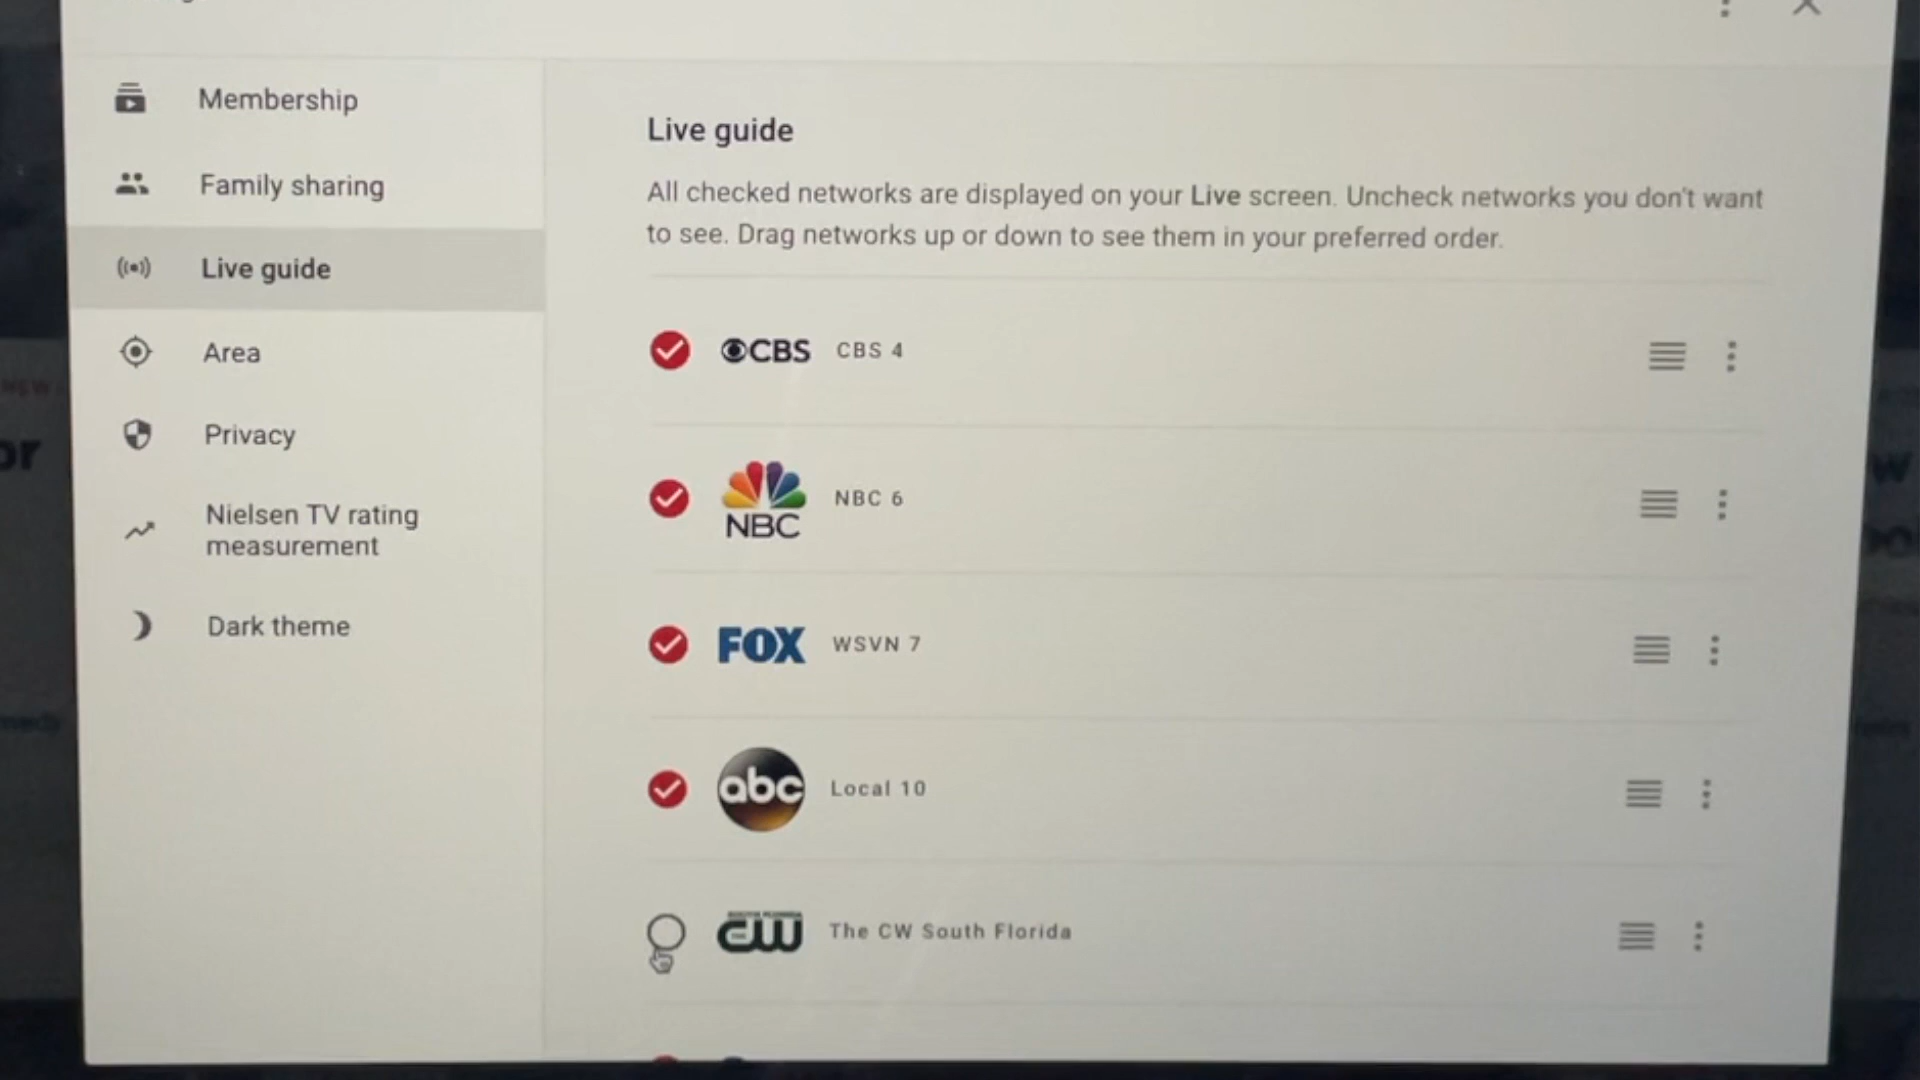 Membership
Family sharing
Live guide
Area
Privacy
Nielsen TV rating
measurement
Dark theme
Live guide
All checked networks are displayed on your Live screen. Uncheck networks you don't want
to see. Drag networks up or down to see them in your preferred order.
CBS CBS 4
NBC NBC 6
FOX WSVN 7
abc Local 10
CW The CW South Florida
NEW
or